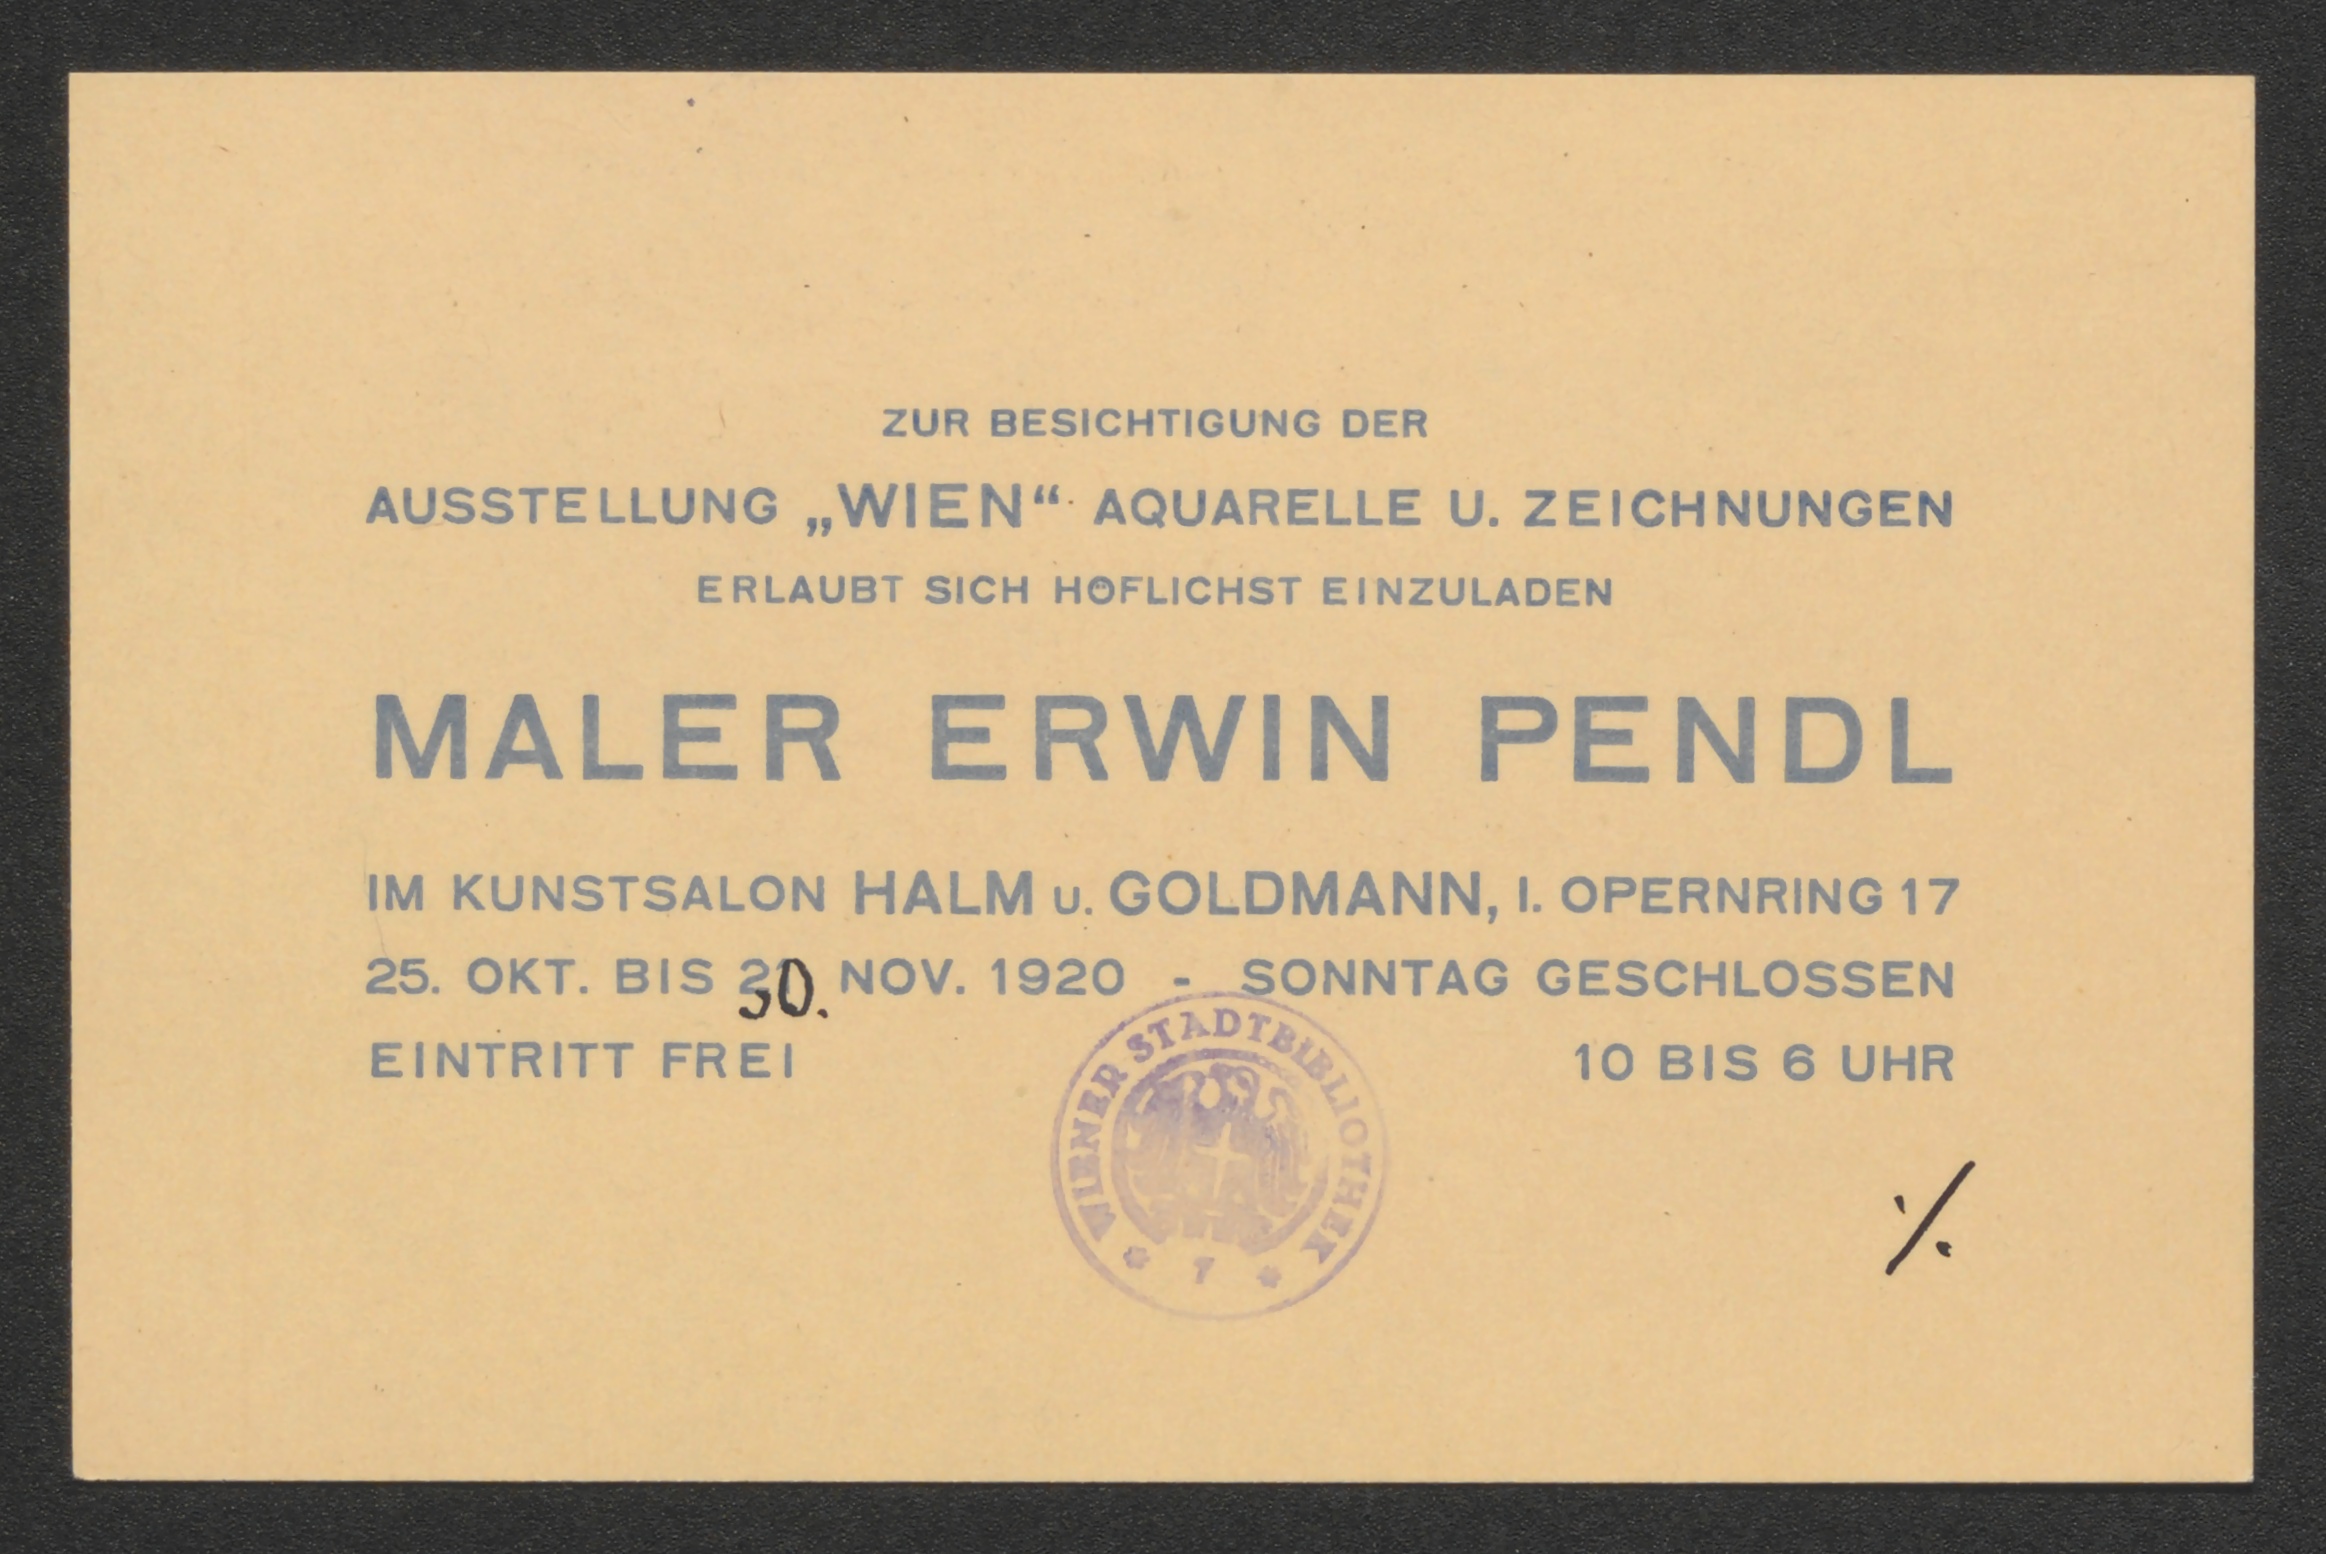 ZUR BESICHTIGUNG DER
AUSSTELLUNG „WIEN“ AQUARELLE U. ZEICHNUNGEN
ERLAUBT SICH HÖFLICHST EINZULADEN
MALER ERWIN PENDL
IM KUNSTSALON HALM U. GOLDMANN, I. OPERNRING 17
25. OKT. BIS 30. NOV. 1920 - SONNTAG GESCHLOSSEN
EINTRITT FREI 10 BIS 6 UHR
WIENER STADTBIBLIOTHEK